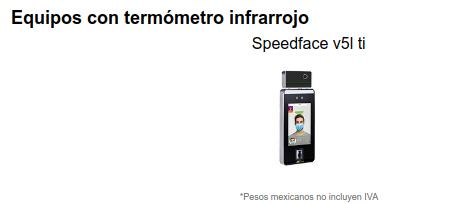 Equipos con termómetro infrarrojo
Speedface v5l ti
*Pesos mexicanos no incluyen IVA